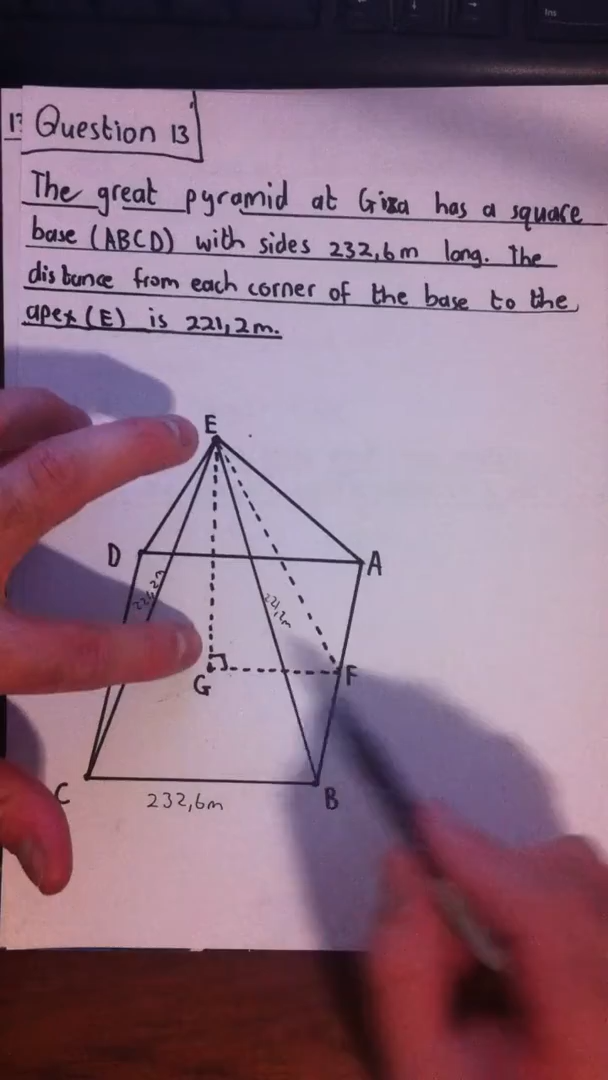 13
Question 13
The great pyramid at Giza has a square
base (ABCD) with sides 232,6m long. The
distance from each corner of the base to the
apex (E) is 221,2m.
E
D
A
221,2m
221,2m
G
F
C
B
232,6m
Ins